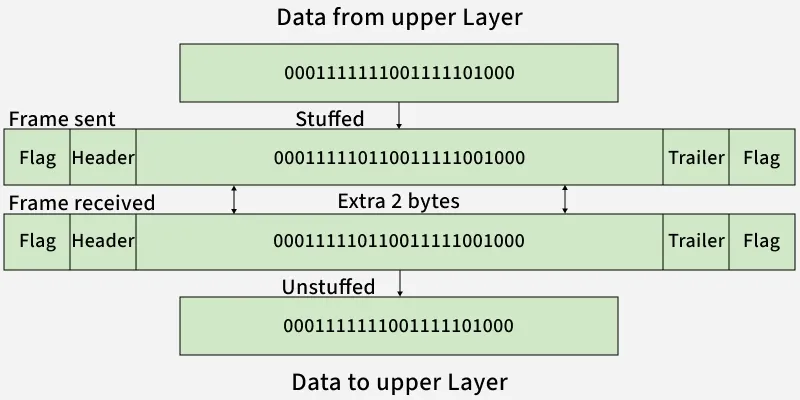 Data from upper Layer
0001111111001111101000
Frame sent
Stuffed
Flag Header 000111110110011111001000 Trailer Flag
Frame received
Extra 2 bytes
Flag Header 000111110110011111001000 Trailer Flag
Unstuffed
0001111111001111101000
Data to upper Layer